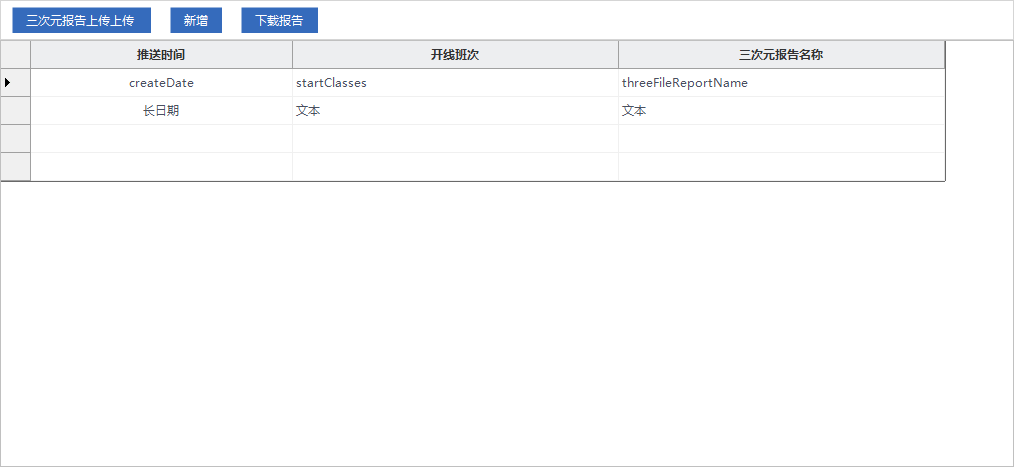 三次元报告上传上传 新增 下载报告
推送时间 开线班次 三次元报告名称
createDate startClasses threeFileReportName
长日期 文本 文本